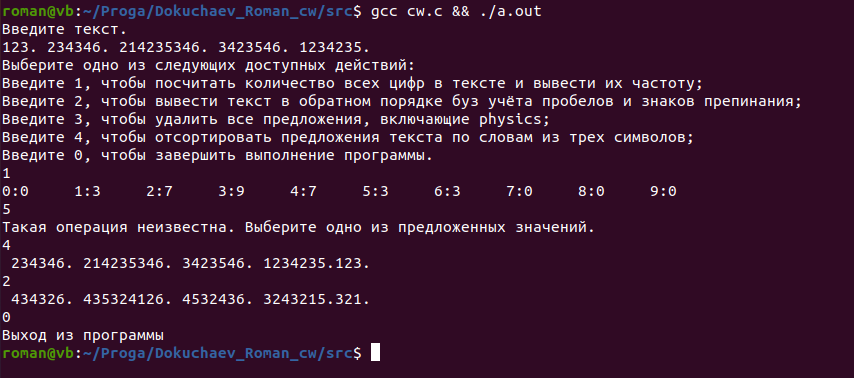 roman@vb:~/Proga/Dokuchaev_Roman_cw/src$ gcc cw.c && ./a.out
Введите текст.
123. 234346. 214235346. 3423546. 1234235.
Выберите одно из следующих доступных действий:
Введите 1, чтобы посчитать количество всех цифр в тексте и вывести их частоту;
Введите 2, чтобы вывести текст в обратном порядке буз учёта пробелов и знаков препинания;
Введите 3, чтобы удалить все предложения, включающие physics;
Введите 4, чтобы отсортировать предложения текста по словам из трех символов;
Введите 0, чтобы завершить выполнение программы.
1
0:0 1:3 2:7 3:9 4:7 5:3 6:3 7:0 8:0 9:0
5
Такая операция неизвестна. Выберите одно из предложенных значений.
4
234346. 214235346. 3423546. 1234235.123.
2
434326. 435324126. 4532436. 3243215.321.
0
Выход из программы
roman@vb:~/Proga/Dokuchaev_Roman_cw/src$